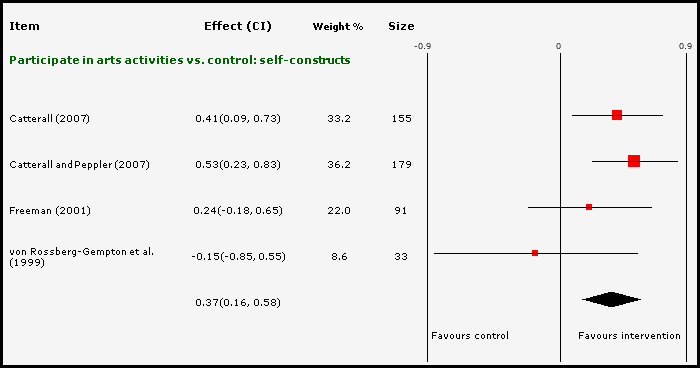 Item Effect (CI) Weight % Size
-0.9 0 0.9
Participate in arts activities vs. control: self-constructs
Catterall (2007) 0.41(0.09, 0.73) 33.2 155
Catterall and Peppler (2007) 0.53(0.23, 0.83) 36.2 179
Freeman (2001) 0.24(-0.18, 0.65) 22.0 91
von Rossberg-Gempton et al. -0.15(-0.85, 0.55) 8.6 33
(1999)
0.37(0.16, 0.58)
Favours control Favours intervention